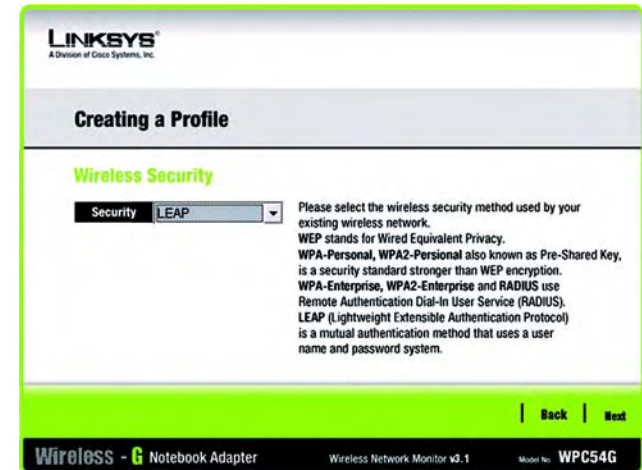 LINKSYS®
A Division of Cisco Systems, Inc.
Creating a Profile
Wireless Security
Security LEAP
Please select the wireless security method used by your
existing wireless network.
WEP stands for Wired Equivalent Privacy.
WPA-Personal, WPA2-Persional also known as Pre-Shared Key,
is a security standard stronger than WEP encryption.
WPA-Enterprise, WPA2-Enterprise and RADIUS use
Remote Authentication Dial-In User Service (RADIUS).
LEAP (Lightweight Extensible Authentication Protocol)
is a mutual authentication method that uses a user
name and password system.
Back Next
Wireless - G Notebook Adapter Wireless Network Monitor v3.1 Model No. WPC54G